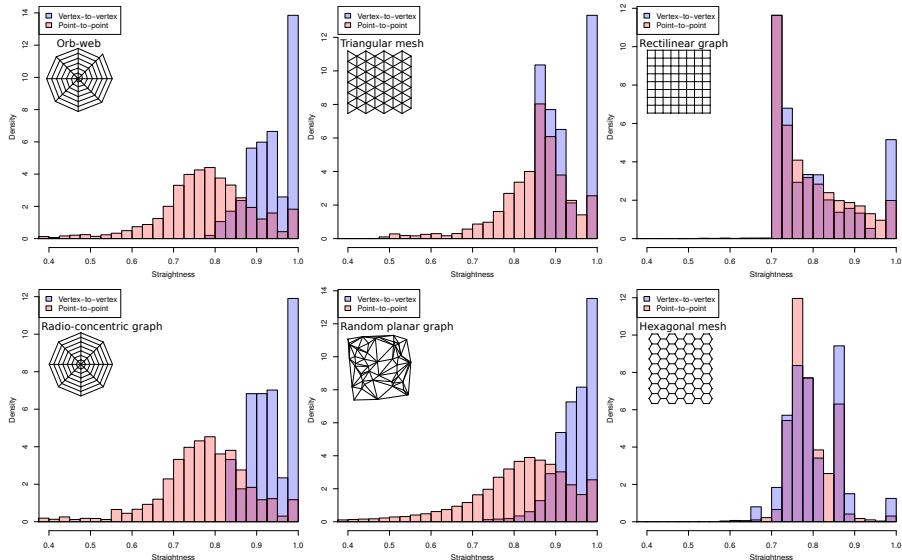 Vertex-to-vertex
Point-to-point
Orb-web
Density
0 2 4 6 8 10 12 14
0.4 0.5 0.6 0.7 0.8 0.9 1.0
Straightness
Vertex-to-vertex
Point-to-point
Triangular mesh
Density
0 2 4 6 8 10 12
0.4 0.5 0.6 0.7 0.8 0.9 1.0
Straightness
Vertex-to-vertex
Point-to-point
Rectilinear graph
Density
0 2 4 6 8 10 12
0.4 0.5 0.6 0.7 0.8 0.9 1.0
Straightness
Vertex-to-vertex
Point-to-point
Radio-concentric graph
Density
0 2 4 6 8 10 12
0.4 0.5 0.6 0.7 0.8 0.9 1.0
Straightness
Vertex-to-vertex
Point-to-point
Random planar graph
Density
0 2 4 6 8 10 12 14
0.4 0.5 0.6 0.7 0.8 0.9 1.0
Straightness
Vertex-to-vertex
Point-to-point
Hexagonal mesh
Density
0 2 4 6 8 10 12
0.4 0.5 0.6 0.7 0.8 0.9 1.0
Straightness